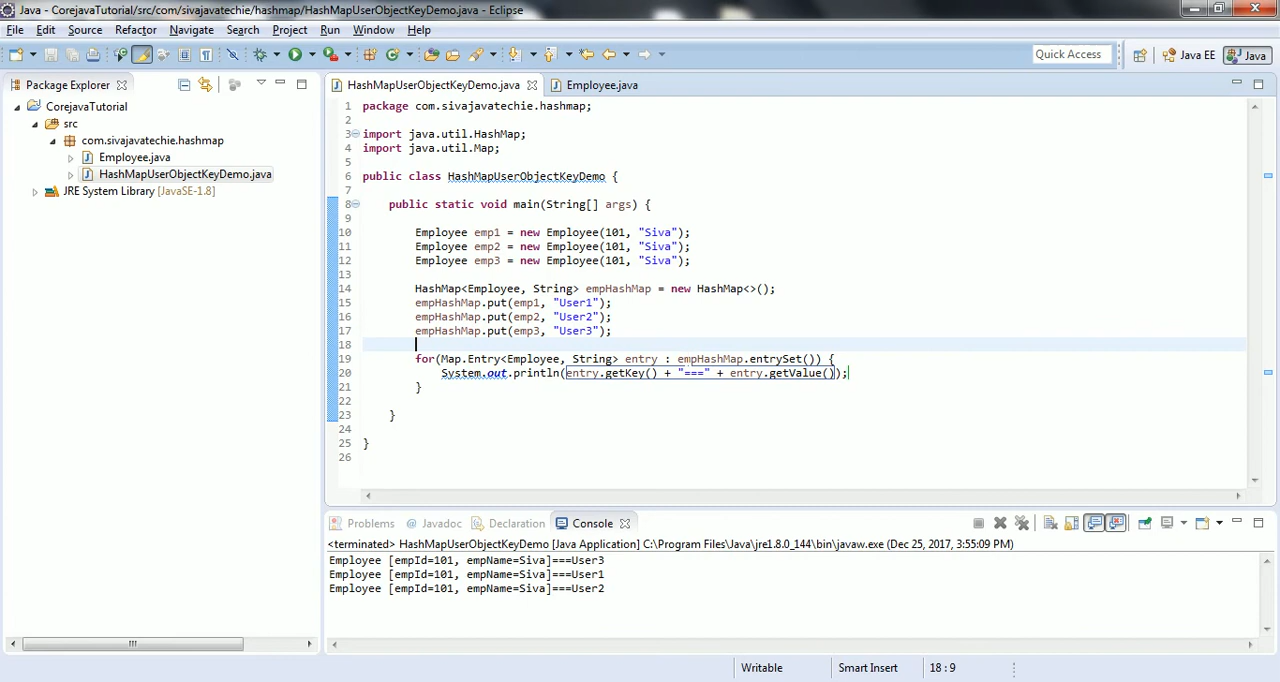 Java - CorejavaTutorial/src/com/sivajavatechie/hashmap/HashMapUserObjectKeyDemo.java - Eclipse
File Edit Source Refactor Navigate Search Project Run Window Help
Quick Access
Java EE
Java
Package Explorer
CorejavaTutorial
src
com.sivajavatechie.hashmap
Employee.java
HashMapUserObjectKeyDemo.java
JRE System Library [JavaSE-1.8]
HashMapUserObjectKeyDemo.java
Employee.java
1 package com.sivajavatechie.hashmap;
2
3 import java.util.HashMap;
4 import java.util.Map;
5
6 public class HashMapUserObjectKeyDemo {
7
8 public static void main(String[] args) {
9
10 Employee emp1 = new Employee(101, "Siva");
11 Employee emp2 = new Employee(101, "Siva");
12 Employee emp3 = new Employee(101, "Siva");
13
14 HashMap<Employee, String> empHashMap = new HashMap<>();
15 empHashMap.put(emp1, "User1");
16 empHashMap.put(emp2, "User2");
17 empHashMap.put(emp3, "User3");
18
19 for(Map.Entry<Employee, String> entry : empHashMap.entrySet()) {
20 System.out.println(entry.getKey() + "===" + entry.getValue());
21 }
22
23 }
24
25 }
26
Problems @ Javadoc Declaration Console
<terminated> HashMapUserObjectKeyDemo [Java Application] C:\Program Files\Java\jre1.8.0_144\bin\javaw.exe (Dec 25, 2017, 3:55:09 PM)
Employee [empId=101, empName=Siva]===User3
Employee [empId=101, empName=Siva]===User1
Employee [empId=101, empName=Siva]===User2
Writable
Smart Insert
18 : 9